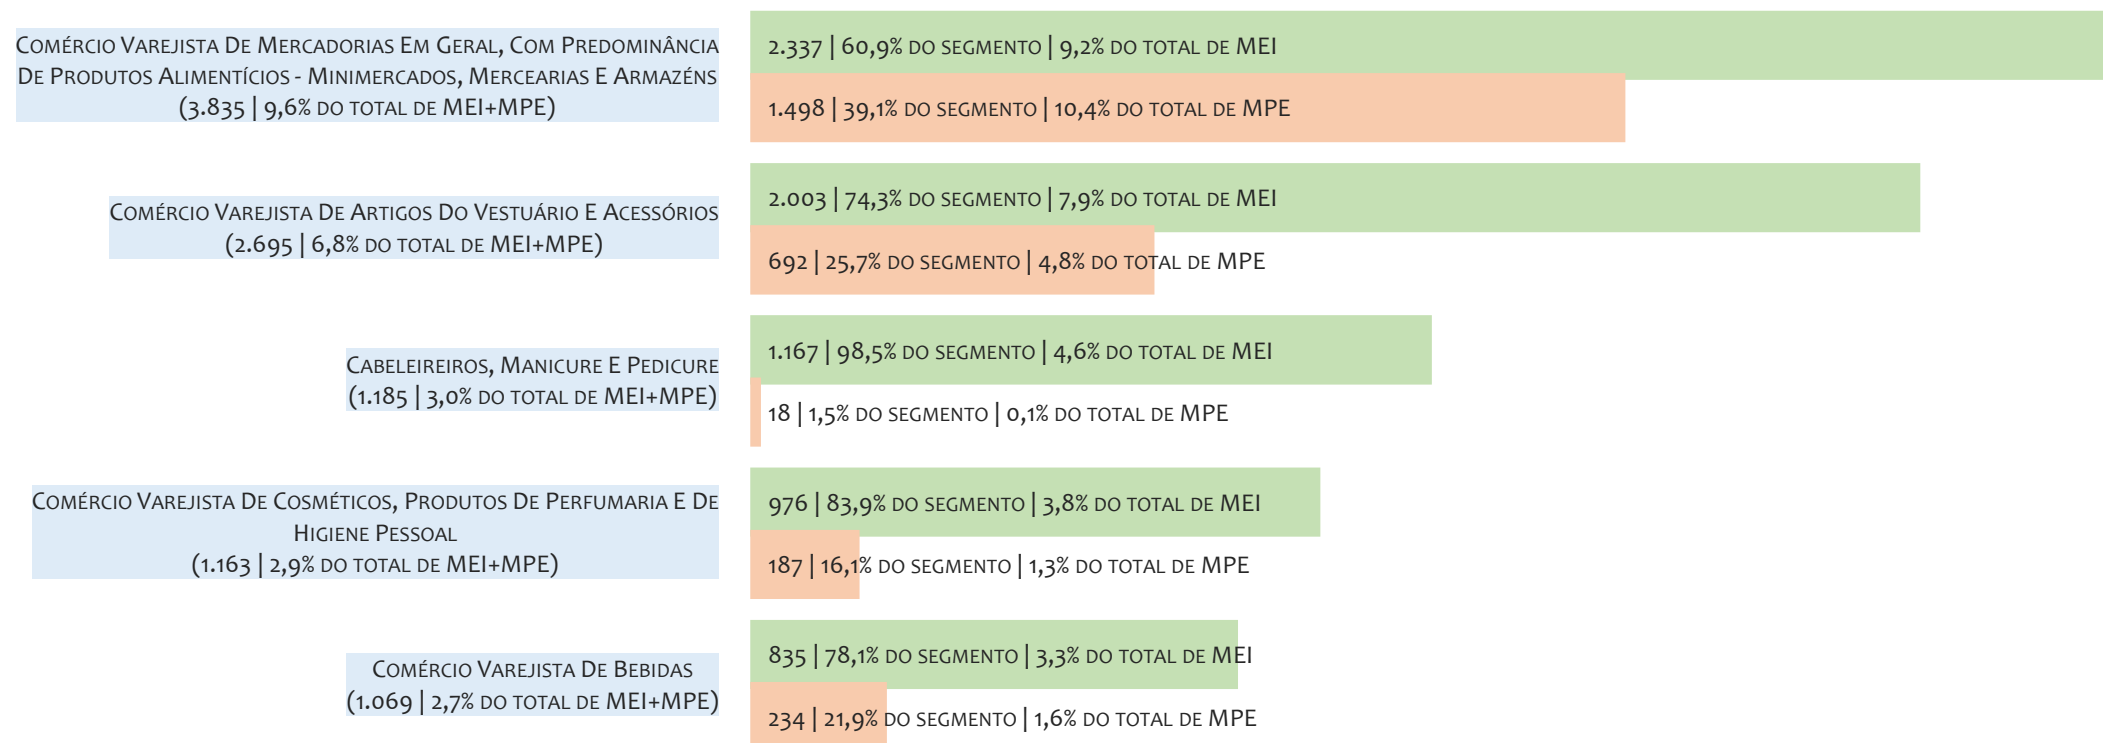 Comércio Varejista De Mercadorias Em Geral, Com Predominância
De Produtos Alimentícios - Minimercados, Mercearias E Armazéns
(3.835 | 9,6% do total de MEI+MPE)
2.337 | 60,9% do segmento | 9,2% do total de MEI
1.498 | 39,1% do segmento | 10,4% do total de MPE
Comércio Varejista De Artigos Do Vestuário E Acessórios
(2.695 | 6,8% do total de MEI+MPE)
2.003 | 74,3% do segmento | 7,9% do total de MEI
692 | 25,7% do segmento | 4,8% do total de MPE
Cabeleireiros, Manicure E Pedicure
(1.185 | 3,0% do total de MEI+MPE)
1.167 | 98,5% do segmento | 4,6% do total de MEI
18 | 1,5% do segmento | 0,1% do total de MPE
Comércio Varejista De Cosméticos, Produtos De Perfumaria E De
Higiene Pessoal
(1.163 | 2,9% do total de MEI+MPE)
976 | 83,9% do segmento | 3,8% do total de MEI
187 | 16,1% do segmento | 1,3% do total de MPE
Comércio Varejista De Bebidas
(1.069 | 2,7% do total de MEI+MPE)
835 | 78,1% do segmento | 3,3% do total de MEI
234 | 21,9% do segmento | 1,6% do total de MPE